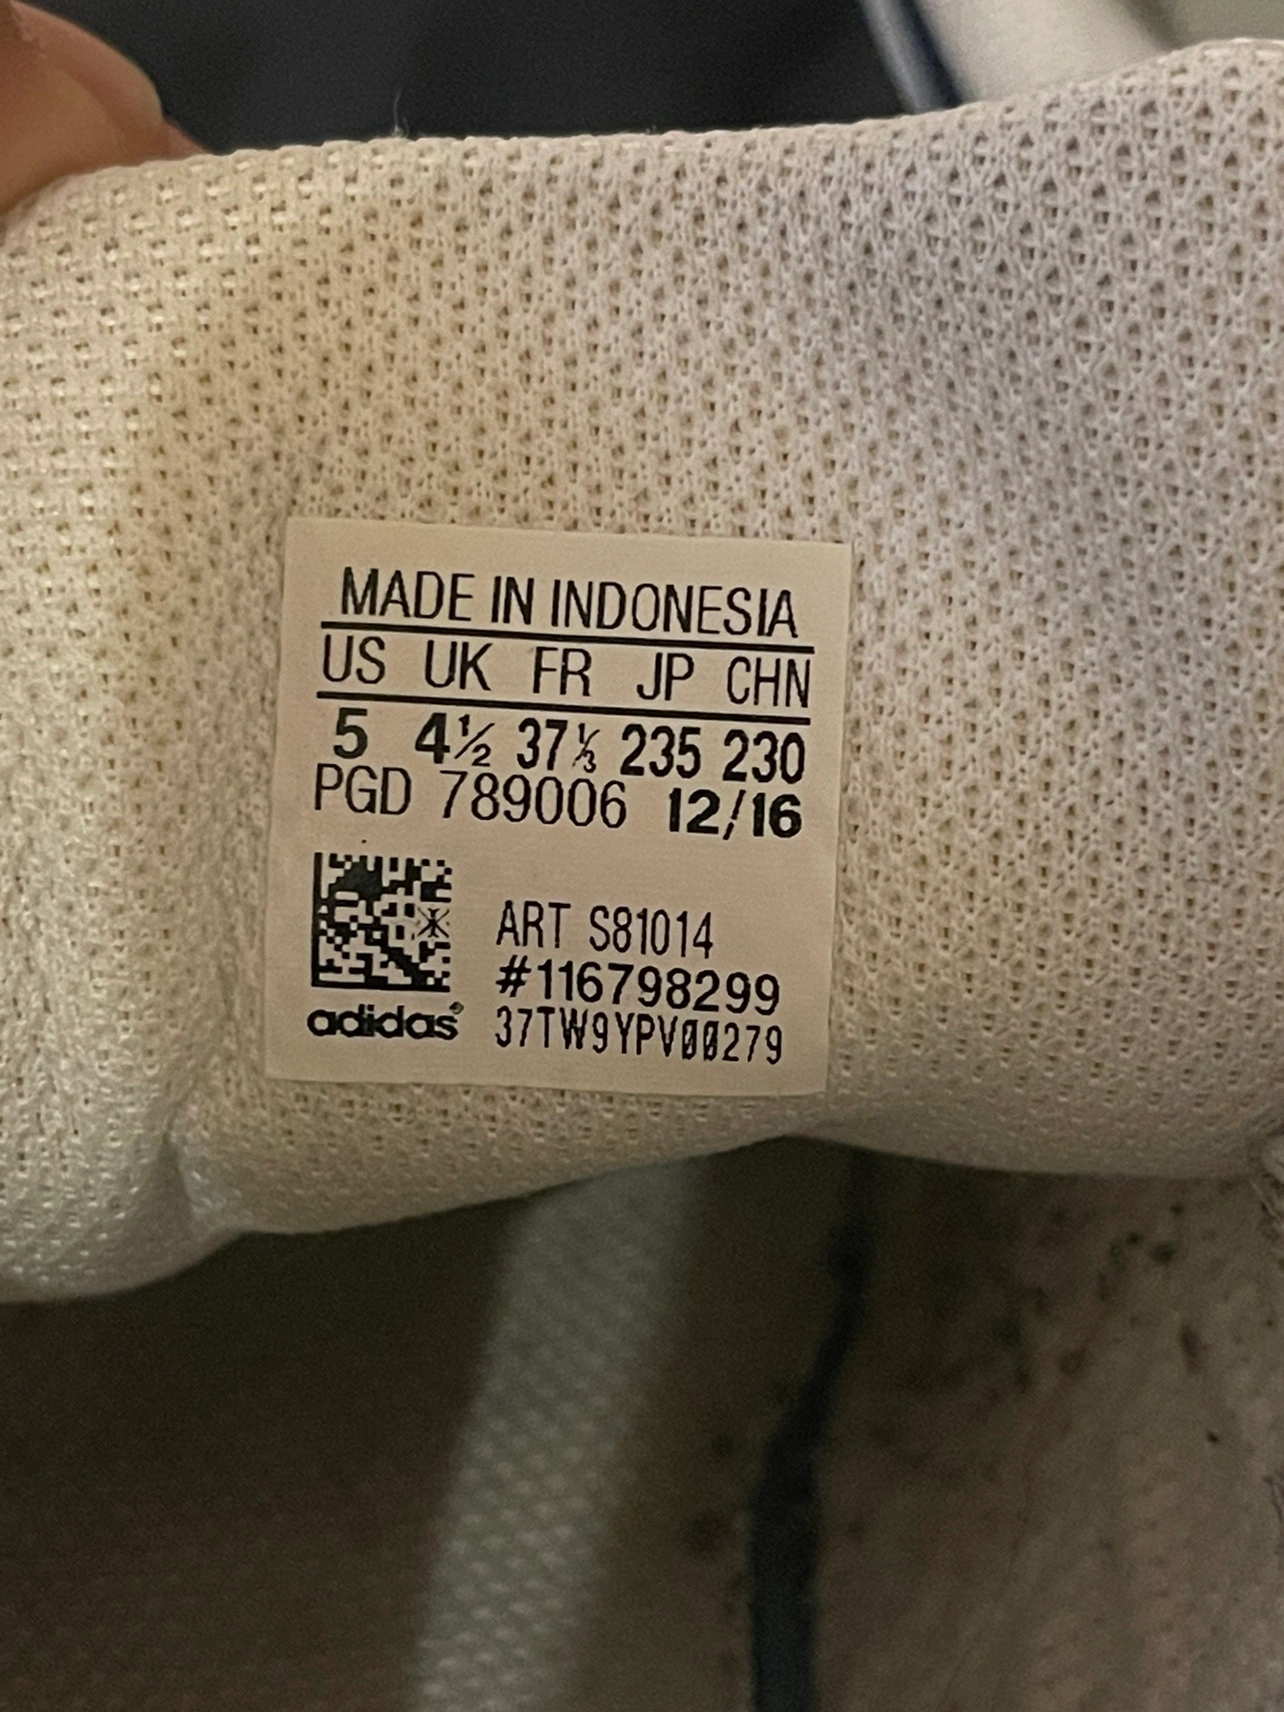 MADE IN INDONESIA
US UK FR JP CHN
5 4½ 37⅓ 235 230
PGD 789006 12/16
ART S81014
#116798299
adidas® 37TW9YPV00279